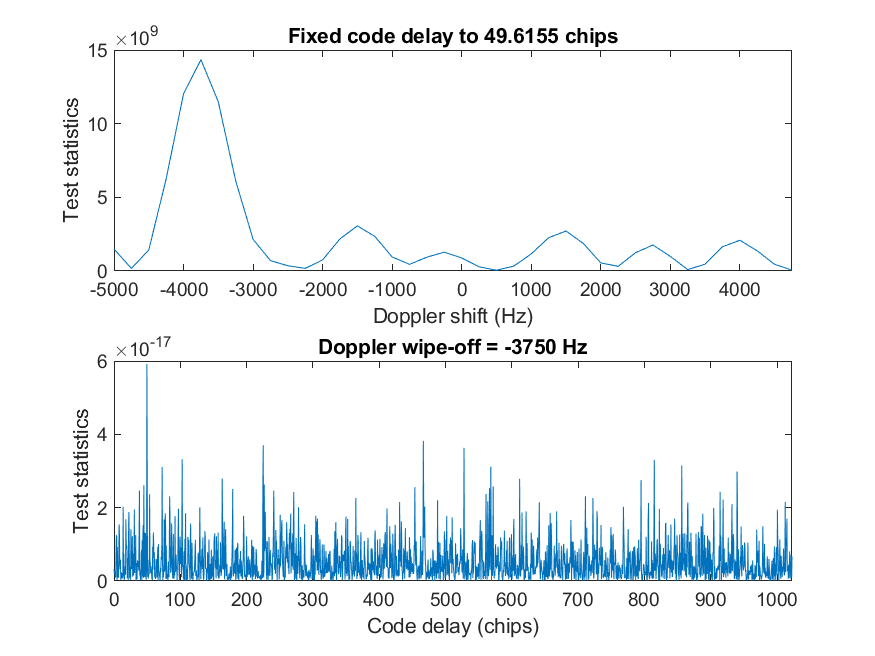 ×10^9
Fixed code delay to 49.6155 chips
15
10
5
0
Test statistics
-5000 -4000 -3000 -2000 -1000 0 1000 2000 3000 4000
Doppler shift (Hz)
×10^-17
Doppler wipe-off = -3750 Hz
6
4
2
0
Test statistics
0 100 200 300 400 500 600 700 800 900 1000
Code delay (chips)